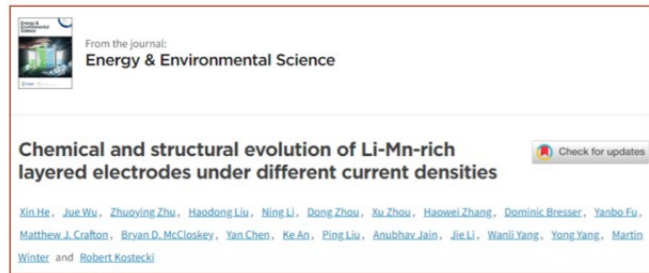 Energy &
Environmental
Science
From the journal:
Energy & Environmental Science
Chemical and structural evolution of Li-Mn-rich
layered electrodes under different current densities
Check for updates
Xin He, Jue Wu, Zhuoying Zhu, Haodong Liu, Ning Li, Dong Zhou, Xu Zhou, Haowei Zhang, Dominic Bresser, Yanbo Fu,
Matthew J. Crafton, Bryan D. McCloskey, Yan Chen, Ke An, Ping Liu, Anubhav Jain, Jie Li, Wanli Yang, Yong Yang, Martin
Winter and Robert Kostecki